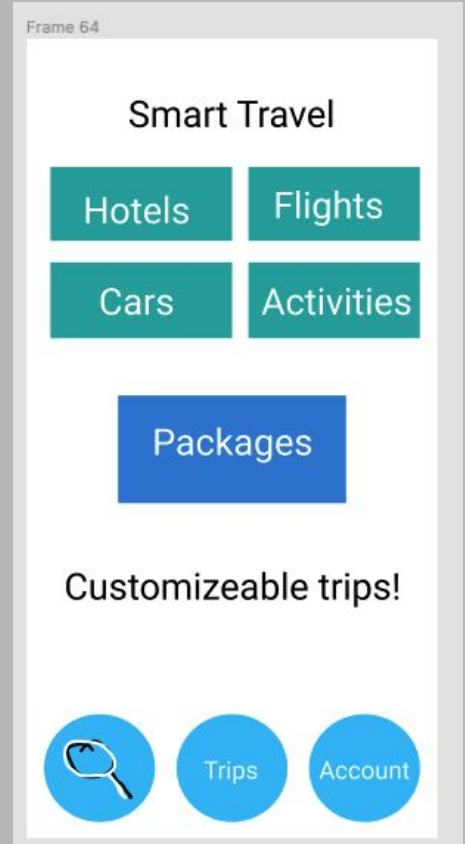 Frame 64
Smart Travel
Hotels Flights
Cars Activities
Packages
Customizeable trips!
Trips Account